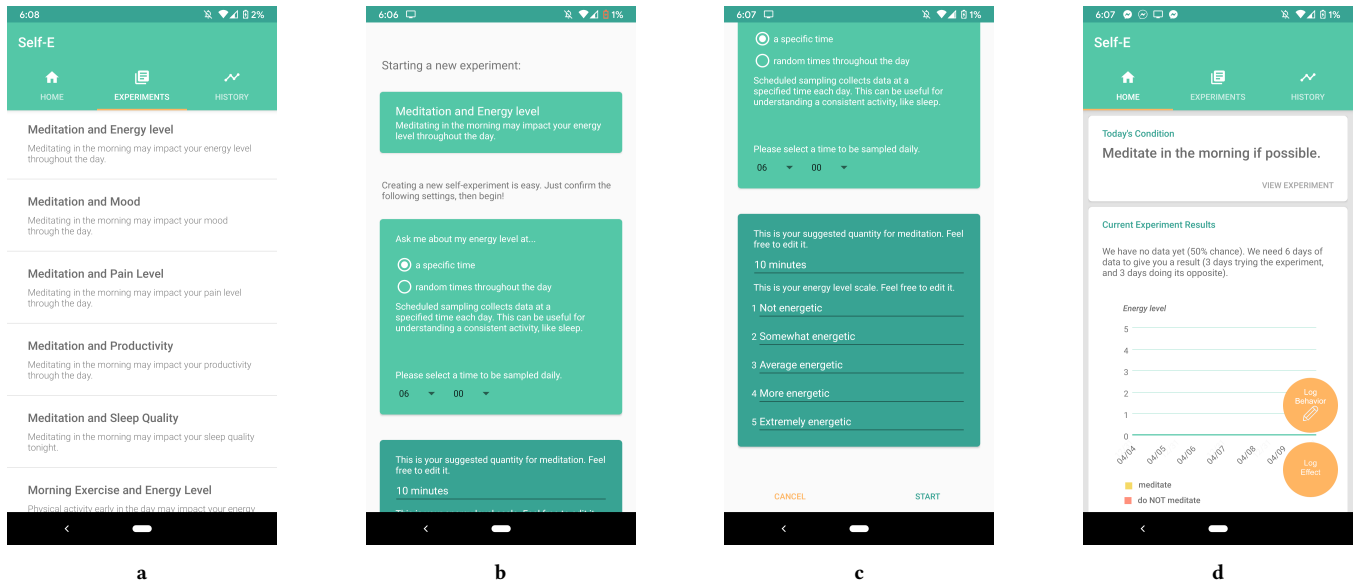 6:08
2%
Self-E
HOME
EXPERIMENTS
HISTORY
Meditation and Energy level
Meditating in the morning may impact your energy level
throughout the day.
Meditation and Mood
Meditating in the morning may impact your mood
through the day.
Meditation and Pain Level
Meditating in the morning may impact your pain level
through the day.
Meditation and Productivity
Meditating in the morning may impact your productivity
through the day.
Meditation and Sleep Quality
Meditating in the morning may impact your sleep quality
tonight.
Morning Exercise and Energy Level
Physical activity early in the day may impact your energy
a
6:06
1%
Starting a new experiment:
Meditation and Energy level
Meditating in the morning may impact your energy
level throughout the day.
Creating a new self-experiment is easy. Just confirm the
following settings, then begin!
Ask me about my energy level at...
a specific time
random times throughout the day
Scheduled sampling collects data at a
specified time each day. This can be useful for
understanding a consistent activity, like sleep.
Please select a time to be sampled daily.
06 00
This is your suggested quantity for meditation. Feel
free to edit it.
10 minutes
b
6:07
1%
a specific time
random times throughout the day
Scheduled sampling collects data at a
specified time each day. This can be useful for
understanding a consistent activity, like sleep.
Please select a time to be sampled daily.
06 00
This is your suggested quantity for meditation. Feel
free to edit it.
10 minutes
This is your energy level scale. Feel free to edit it.
1 Not energetic
2 Somewhat energetic
3 Average energetic
4 More energetic
5 Extremely energetic
CANCEL
START
c
6:07
1%
Self-E
HOME
EXPERIMENTS
HISTORY
Today's Condition
Meditate in the morning if possible.
VIEW EXPERIMENT
Current Experiment Results
We have no data yet (50% chance). We need 6 days of
data to give you a result (3 days trying the experiment,
and 3 days doing its opposite).
Energy level
5
4
3
2
1
0
04/04
04/05
04/06
04/07
04/08
04/09
Log
Behavior
Log
Effect
meditate
do NOT meditate
d